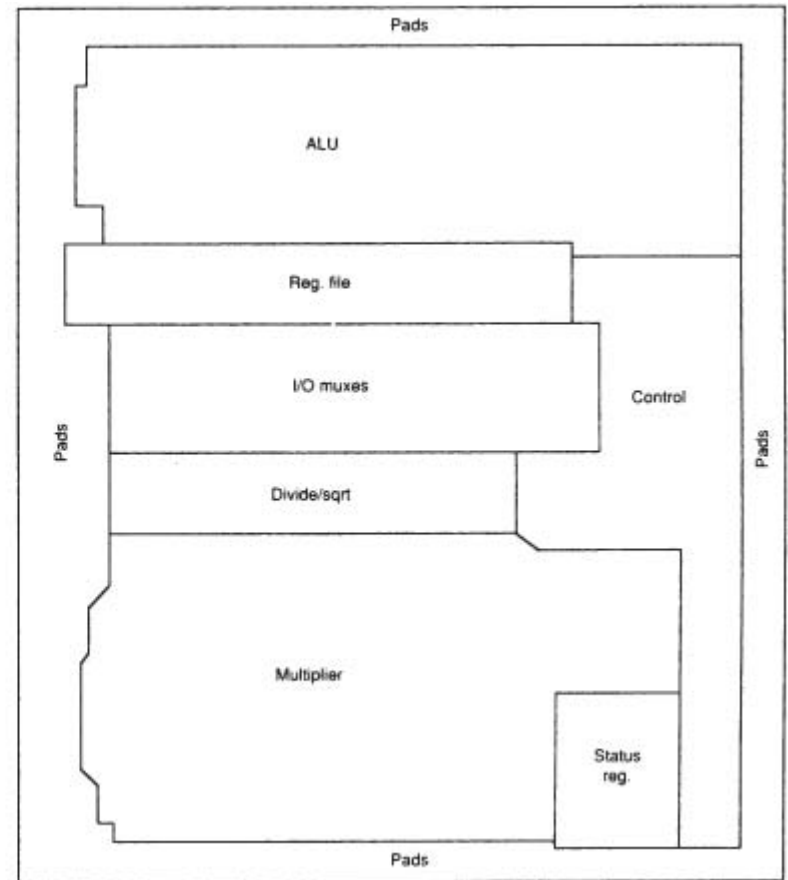 Pads
ALU
Reg. file
I/O muxes
Control
Pads
Pads
Divide/sqrt
Multiplier
Status
reg.
Pads